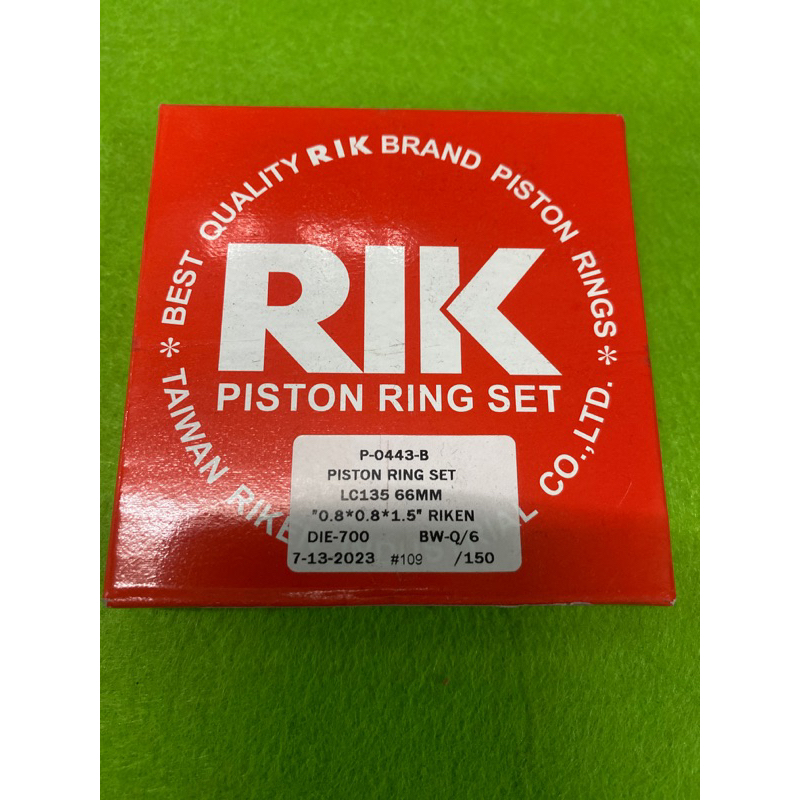 * BEST QUALITY RIK BRAND PISTON RINGS *
RIK
PISTON RING SET
TAIWAN CO.,LTD.
P-0443-B
PISTON RING SET
LC135 66MM
"0.8*0.8*1.5" RIKEN
DIE-700 BW-Q/6
7-13-2023 #109 /150